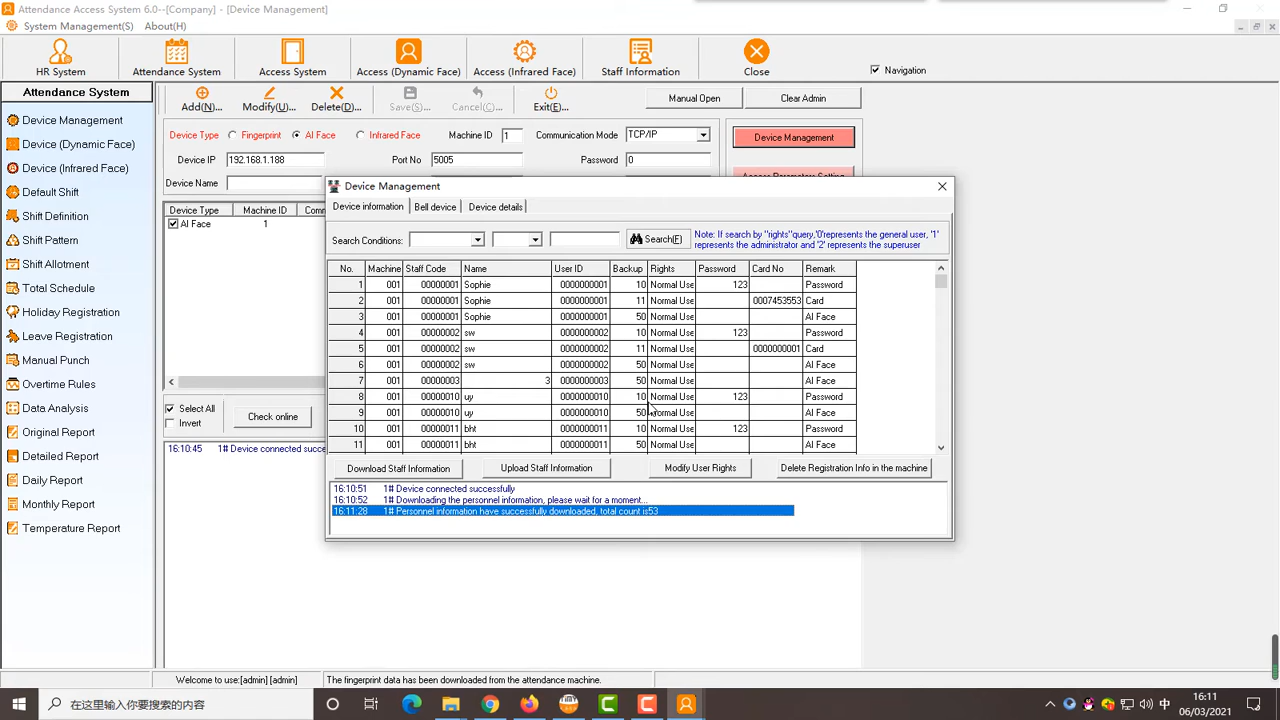 Attendance Access System 6.0--[Company] - [Device Management]
System Management(S) About(H)
HR System Attendance System Access System Access (Dynamic Face) Access (Infrared Face) Staff Information Close Navigation
Attendance System
Device Management
Device (Dynamic Face)
Device (Infrared Face)
Default Shift
Shift Definition
Shift Pattern
Shift Allotment
Total Schedule
Holiday Registration
Leave Registration
Manual Punch
Overtime Rules
Data Analysis
Original Report
Detailed Report
Daily Report
Monthly Report
Temperature Report
Add(N)... Modify(U)... Delete(D)... Save(S)... Cancel(C)... Exit(E)... Manual Open Clear Admin
Device Type Fingerprint AI Face Infrared Face Machine ID 1 Communication Mode TCP/IP Device Management
Device IP 192.168.1.188 Port No 5005 Password 0
Device Name
Device Type Machine ID
AI Face 1
Select All
Invert
Check online
16:10:45 1# Device connected succe
Device Management
Device information Bell device Device details
Search Conditions: Search(F) Note: If search by "rights"query,'0'represents the general user, '1'
represents the administrator and '2' represents the superuser
No. Machine Staff Code Name User ID Backup Rights Password Card No Remark
1 001 00000001 Sophie 0000000001 10 Normal Use 123 Password
2 001 00000001 Sophie 0000000001 11 Normal Use 0007453553 Card
3 001 00000001 Sophie 0000000001 50 Normal Use AI Face
4 001 00000002 sw 0000000002 10 Normal Use 123 Password
5 001 00000002 sw 0000000002 11 Normal Use 0000000001 Card
6 001 00000002 sw 0000000002 50 Normal Use AI Face
7 001 00000003 3 0000000003 50 Normal Use AI Face
8 001 00000010 uy 0000000010 10 Normal Use 123 Password
9 001 00000010 uy 0000000010 50 Normal Use AI Face
10 001 00000011 bht 0000000011 10 Normal Use 123 Password
11 001 00000011 bht 0000000011 50 Normal Use AI Face
Download Staff Information Upload Staff Information Modify User Rights Delete Registration Info in the machine
16:10:51 1# Device connected successfully
16:10:52 1# Downloading the personnel information, please wait for a moment...
16:11:28 1# Personnel information have successfully downloaded, total count is53
Welcome to use:[admin] [admin] The fingerprint data has been downloaded from the attendance machine.
在这里输入你要搜索的内容 中 16:11
06/03/2021